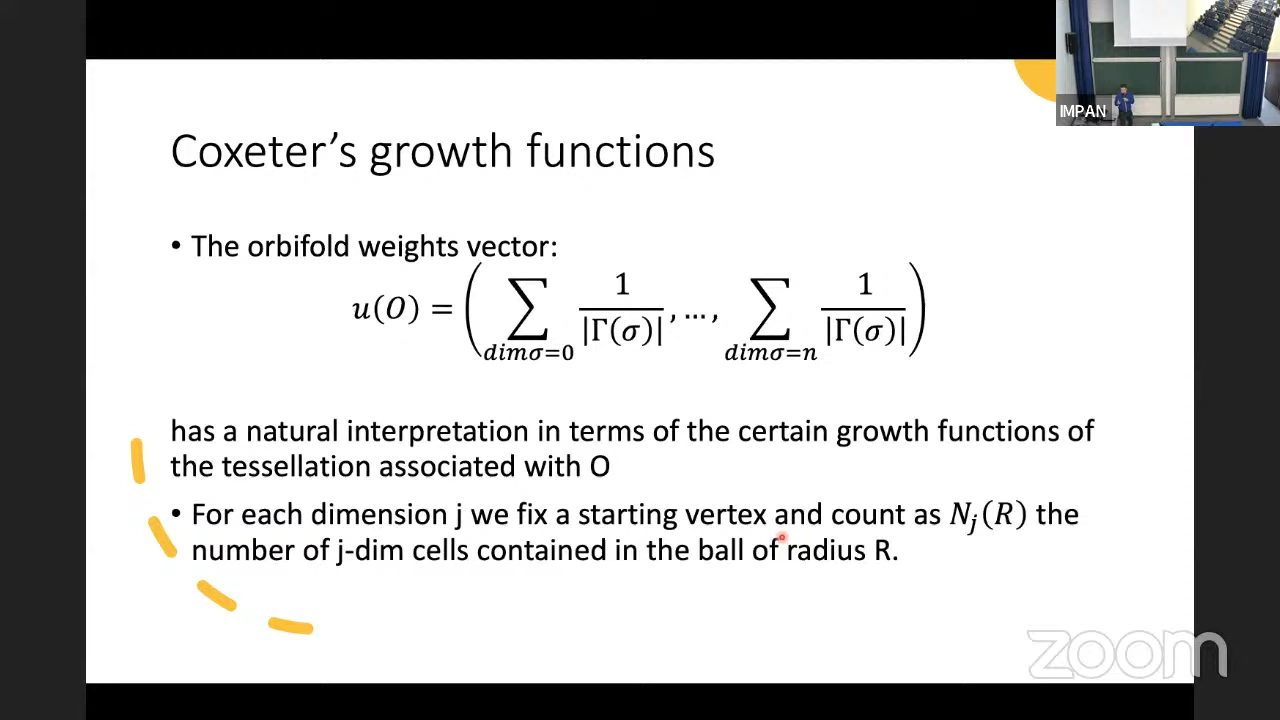 IMPAN
Coxeter's growth functions
• The orbifold weights vector:
u(O) = ( ∑_{dimσ=0} 1/|Γ(σ)| , … , ∑_{dimσ=n} 1/|Γ(σ)| )
has a natural interpretation in terms of the certain growth functions of
the tessellation associated with O
• For each dimension j we fix a starting vertex and count as N_j(R) the
number of j-dim cells contained in the ball of radius R.
zoom